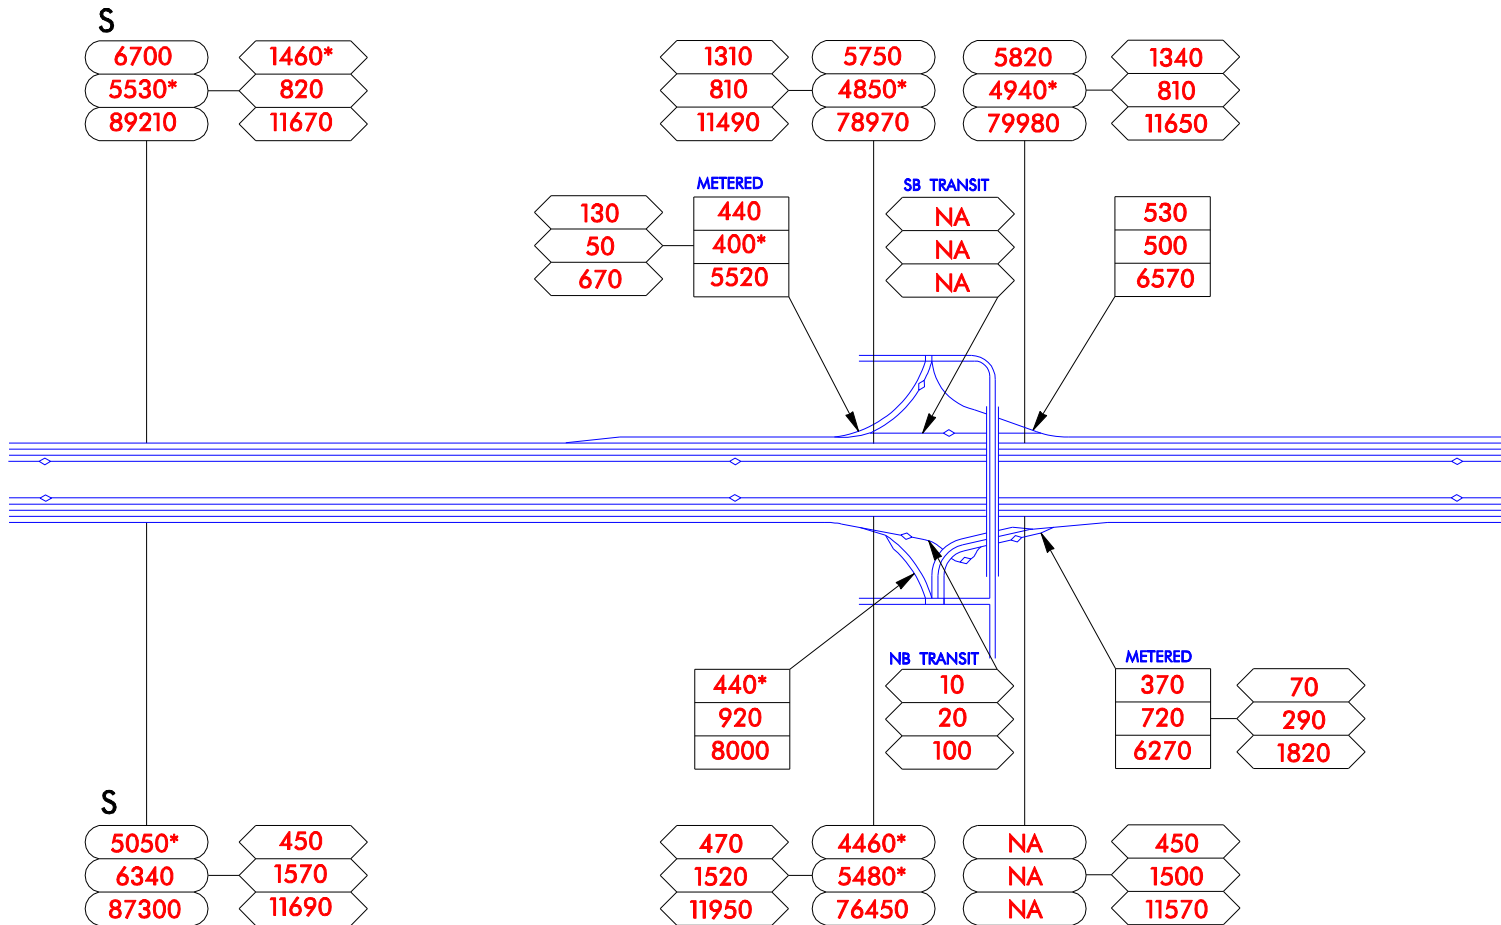 S
6700 1460* 1310 5750 5820 1340
5530* 820 810 4850* 4940* 810
89210 11670 11490 78970 79980 11650
METERED SB TRANSIT
130 440 NA 530
50 400* NA 500
670 5520 NA 6570
NB TRANSIT METERED
440* 10 370 70
920 20 720 290
8000 100 6270 1820
S
5050* 450 470 4460* NA 450
6340 1570 1520 5480* NA 1500
87300 11690 11950 76450 NA 11570